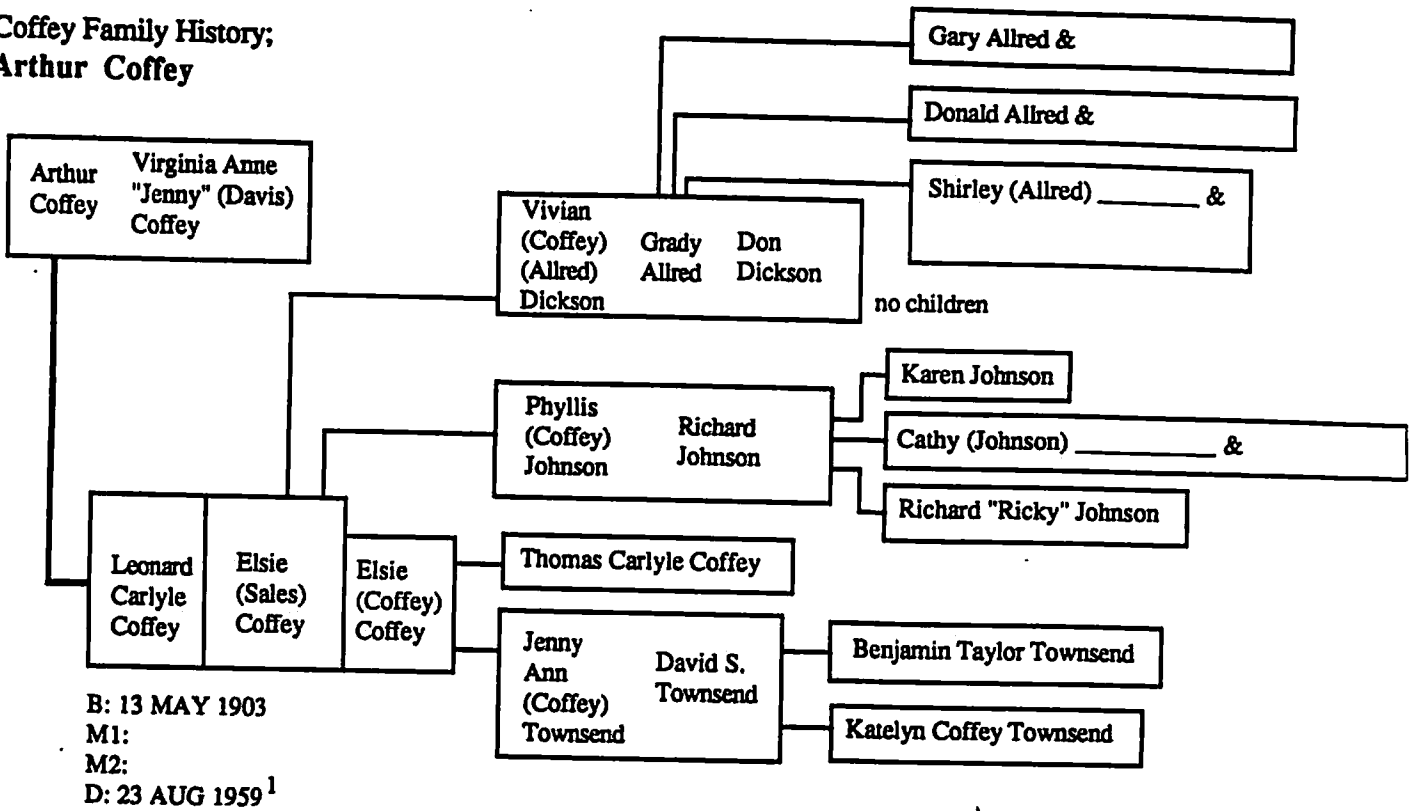 Coffey Family History;
Arthur Coffey
Arthur
Coffey
Virginia Anne
"Jenny" (Davis)
Coffey
Gary Allred &
Donald Allred &
Shirley (Allred) ________ &
Vivian
(Coffey)
(Allred)
Dickson
Grady
Allred
Don
Dickson
no children
Phyllis
(Coffey)
Johnson
Richard
Johnson
Karen Johnson
Cathy (Johnson) ___________ &
Richard "Ricky" Johnson
Leonard
Carlyle
Coffey
Elsie
(Sales)
Coffey
Elsie
(Coffey)
Coffey
Thomas Carlyle Coffey
Jenny
Ann
(Coffey)
Townsend
David S.
Townsend
Benjamin Taylor Townsend
Katelyn Coffey Townsend
B: 13 MAY 1903
M1:
M2:
D: 23 AUG 1959 1